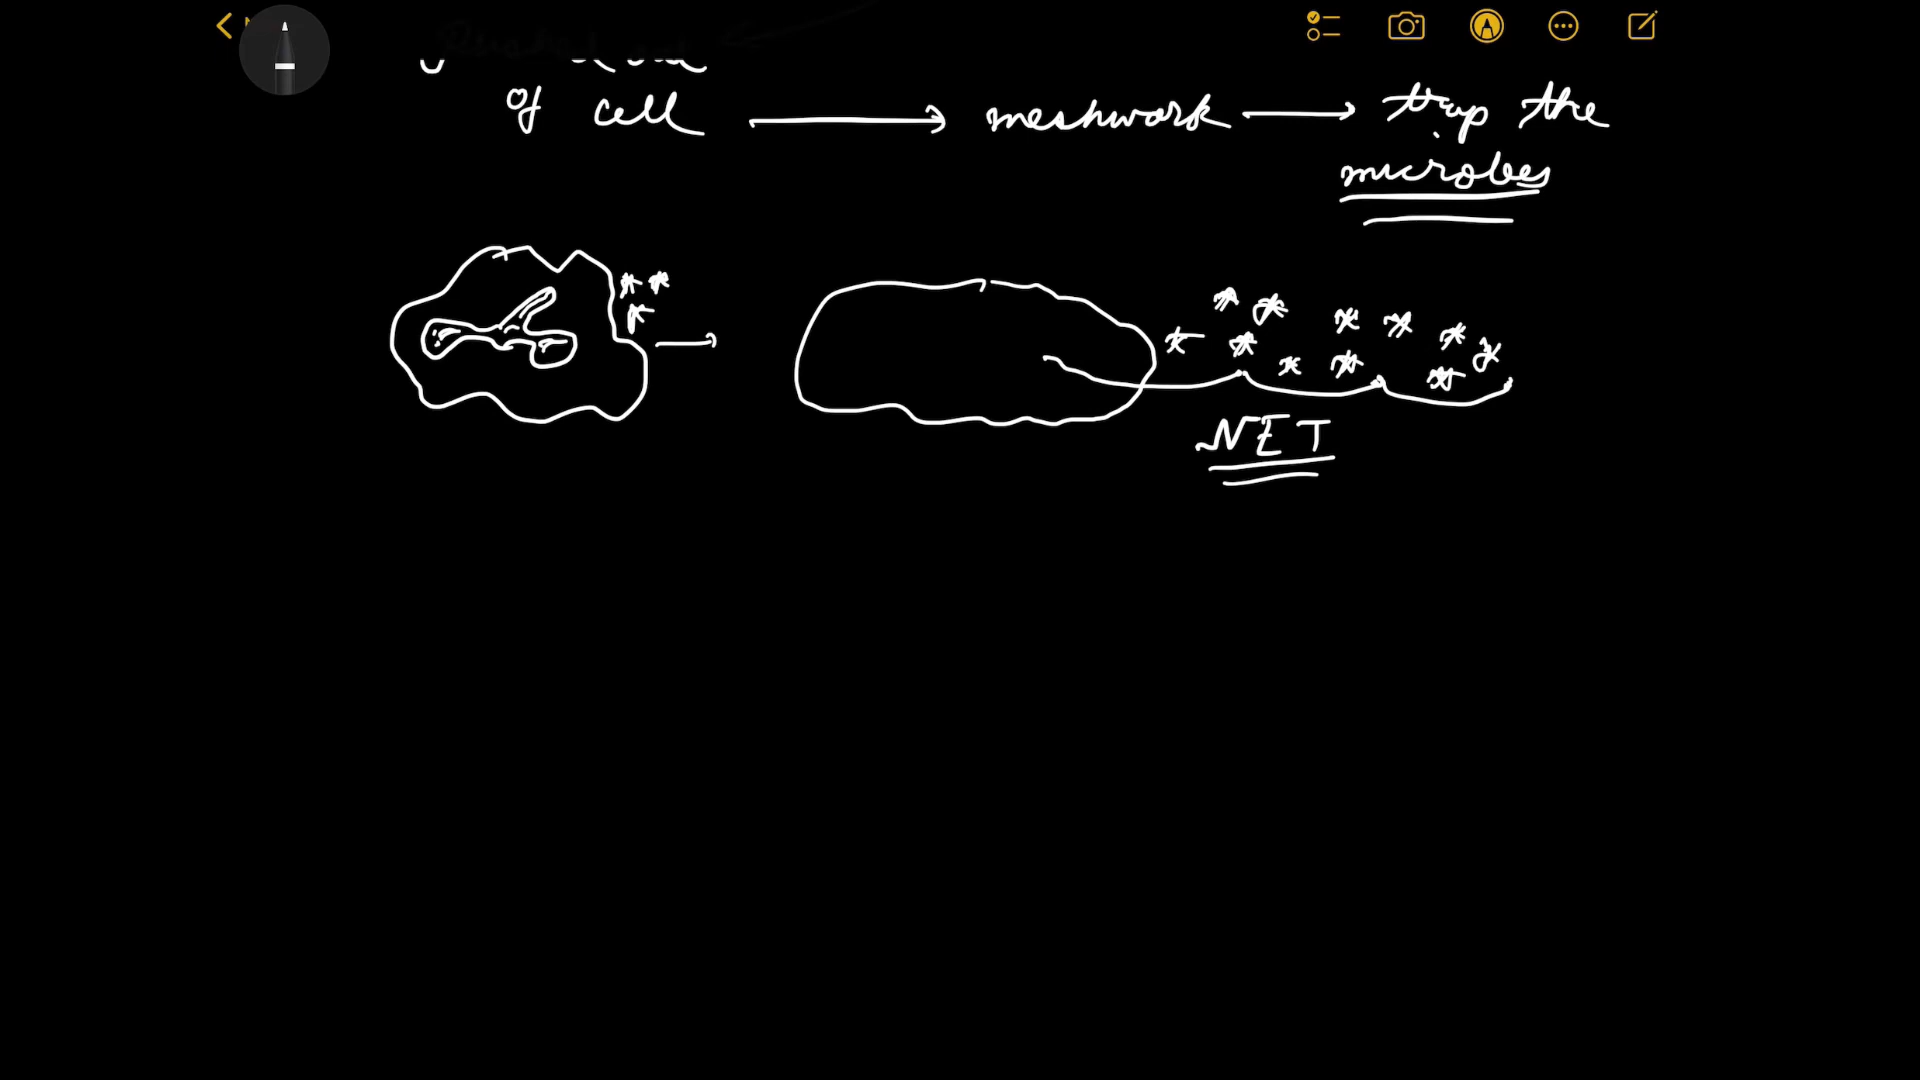 of cell → meshwork → trap the
microbes
NET